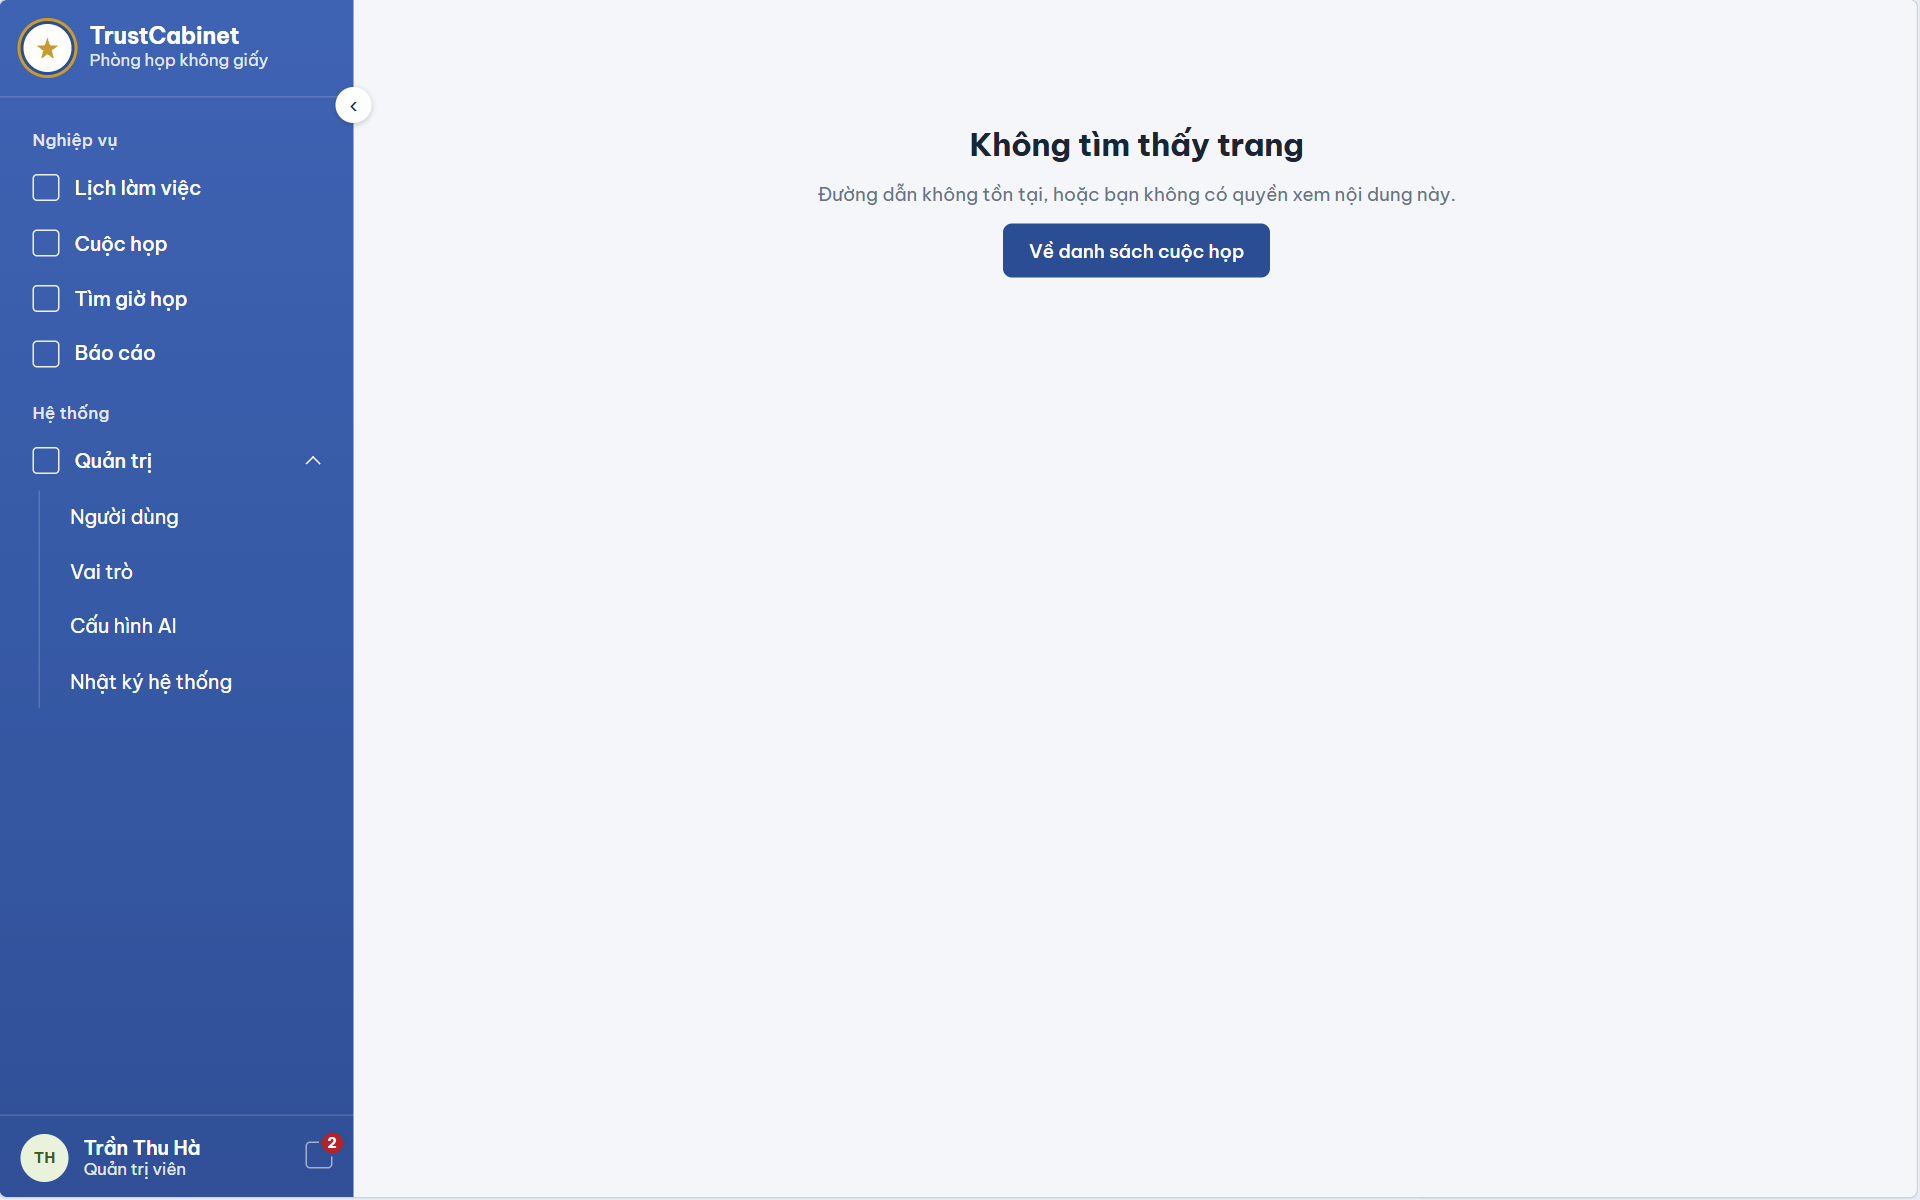 TrustCabinet
Phòng họp không giấy
Nghiệp vụ
Lịch làm việc
Cuộc họp
Tìm giờ họp
Báo cáo
Hệ thống
Quản trị
Người dùng
Vai trò
Cấu hình AI
Nhật ký hệ thống
TH
Trần Thu Hà
Quản trị viên
2
Không tìm thấy trang
Đường dẫn không tồn tại, hoặc bạn không có quyền xem nội dung này.
Về danh sách cuộc họp